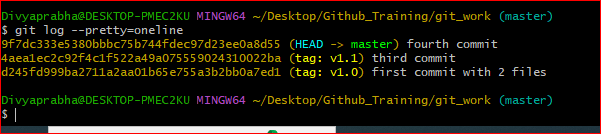 Divyaprabha@DESKTOP-PMEC2KU MINGW64 ~/Desktop/Github_Training/git_work (master)
$ git log --pretty=oneline
9f7dc333e5380bbbc75b744fdec97d23ee0a8d55 (HEAD -> master) fourth commit
4aea1ec2c92f4c1f522a49a075559024310022ba (tag: v1.1) third commit
d245fd999ba2711a2aa01b65e755a3b2bb0a7ed1 (tag: v1.0) first commit with 2 files
Divyaprabha@DESKTOP-PMEC2KU MINGW64 ~/Desktop/Github_Training/git_work (master)
$